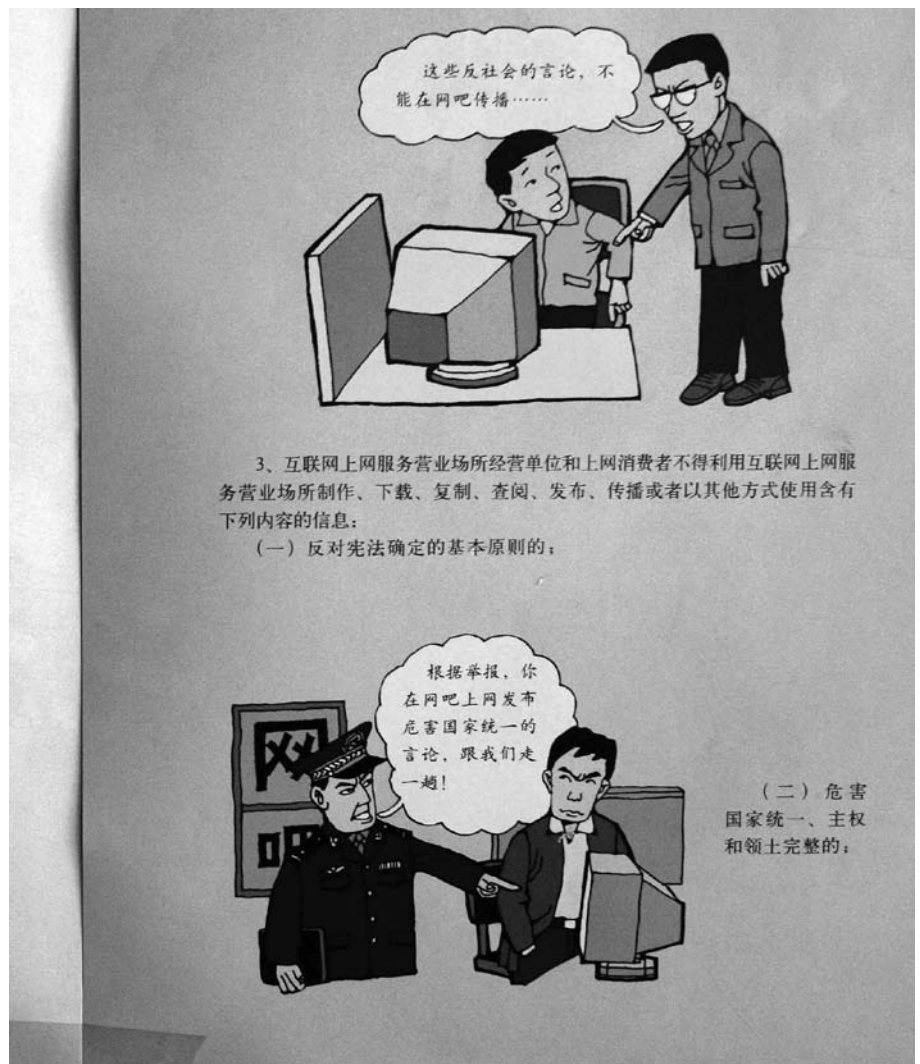 这些反社会的言论，不
能在网吧传播……
3、互联网上网服务营业场所经营单位和上网消费者不得利用互联网上网服
务营业场所制作、下载、复制、查阅、发布、传播或者以其他方式使用含有
下列内容的信息：
（一）反对宪法确定的基本原则的；
根据举报，你
在网吧上网发布
危害国家统一的
言论，跟我们走
一趟！
网
吧
（二）危害
国家统一、主权
和领土完整的；